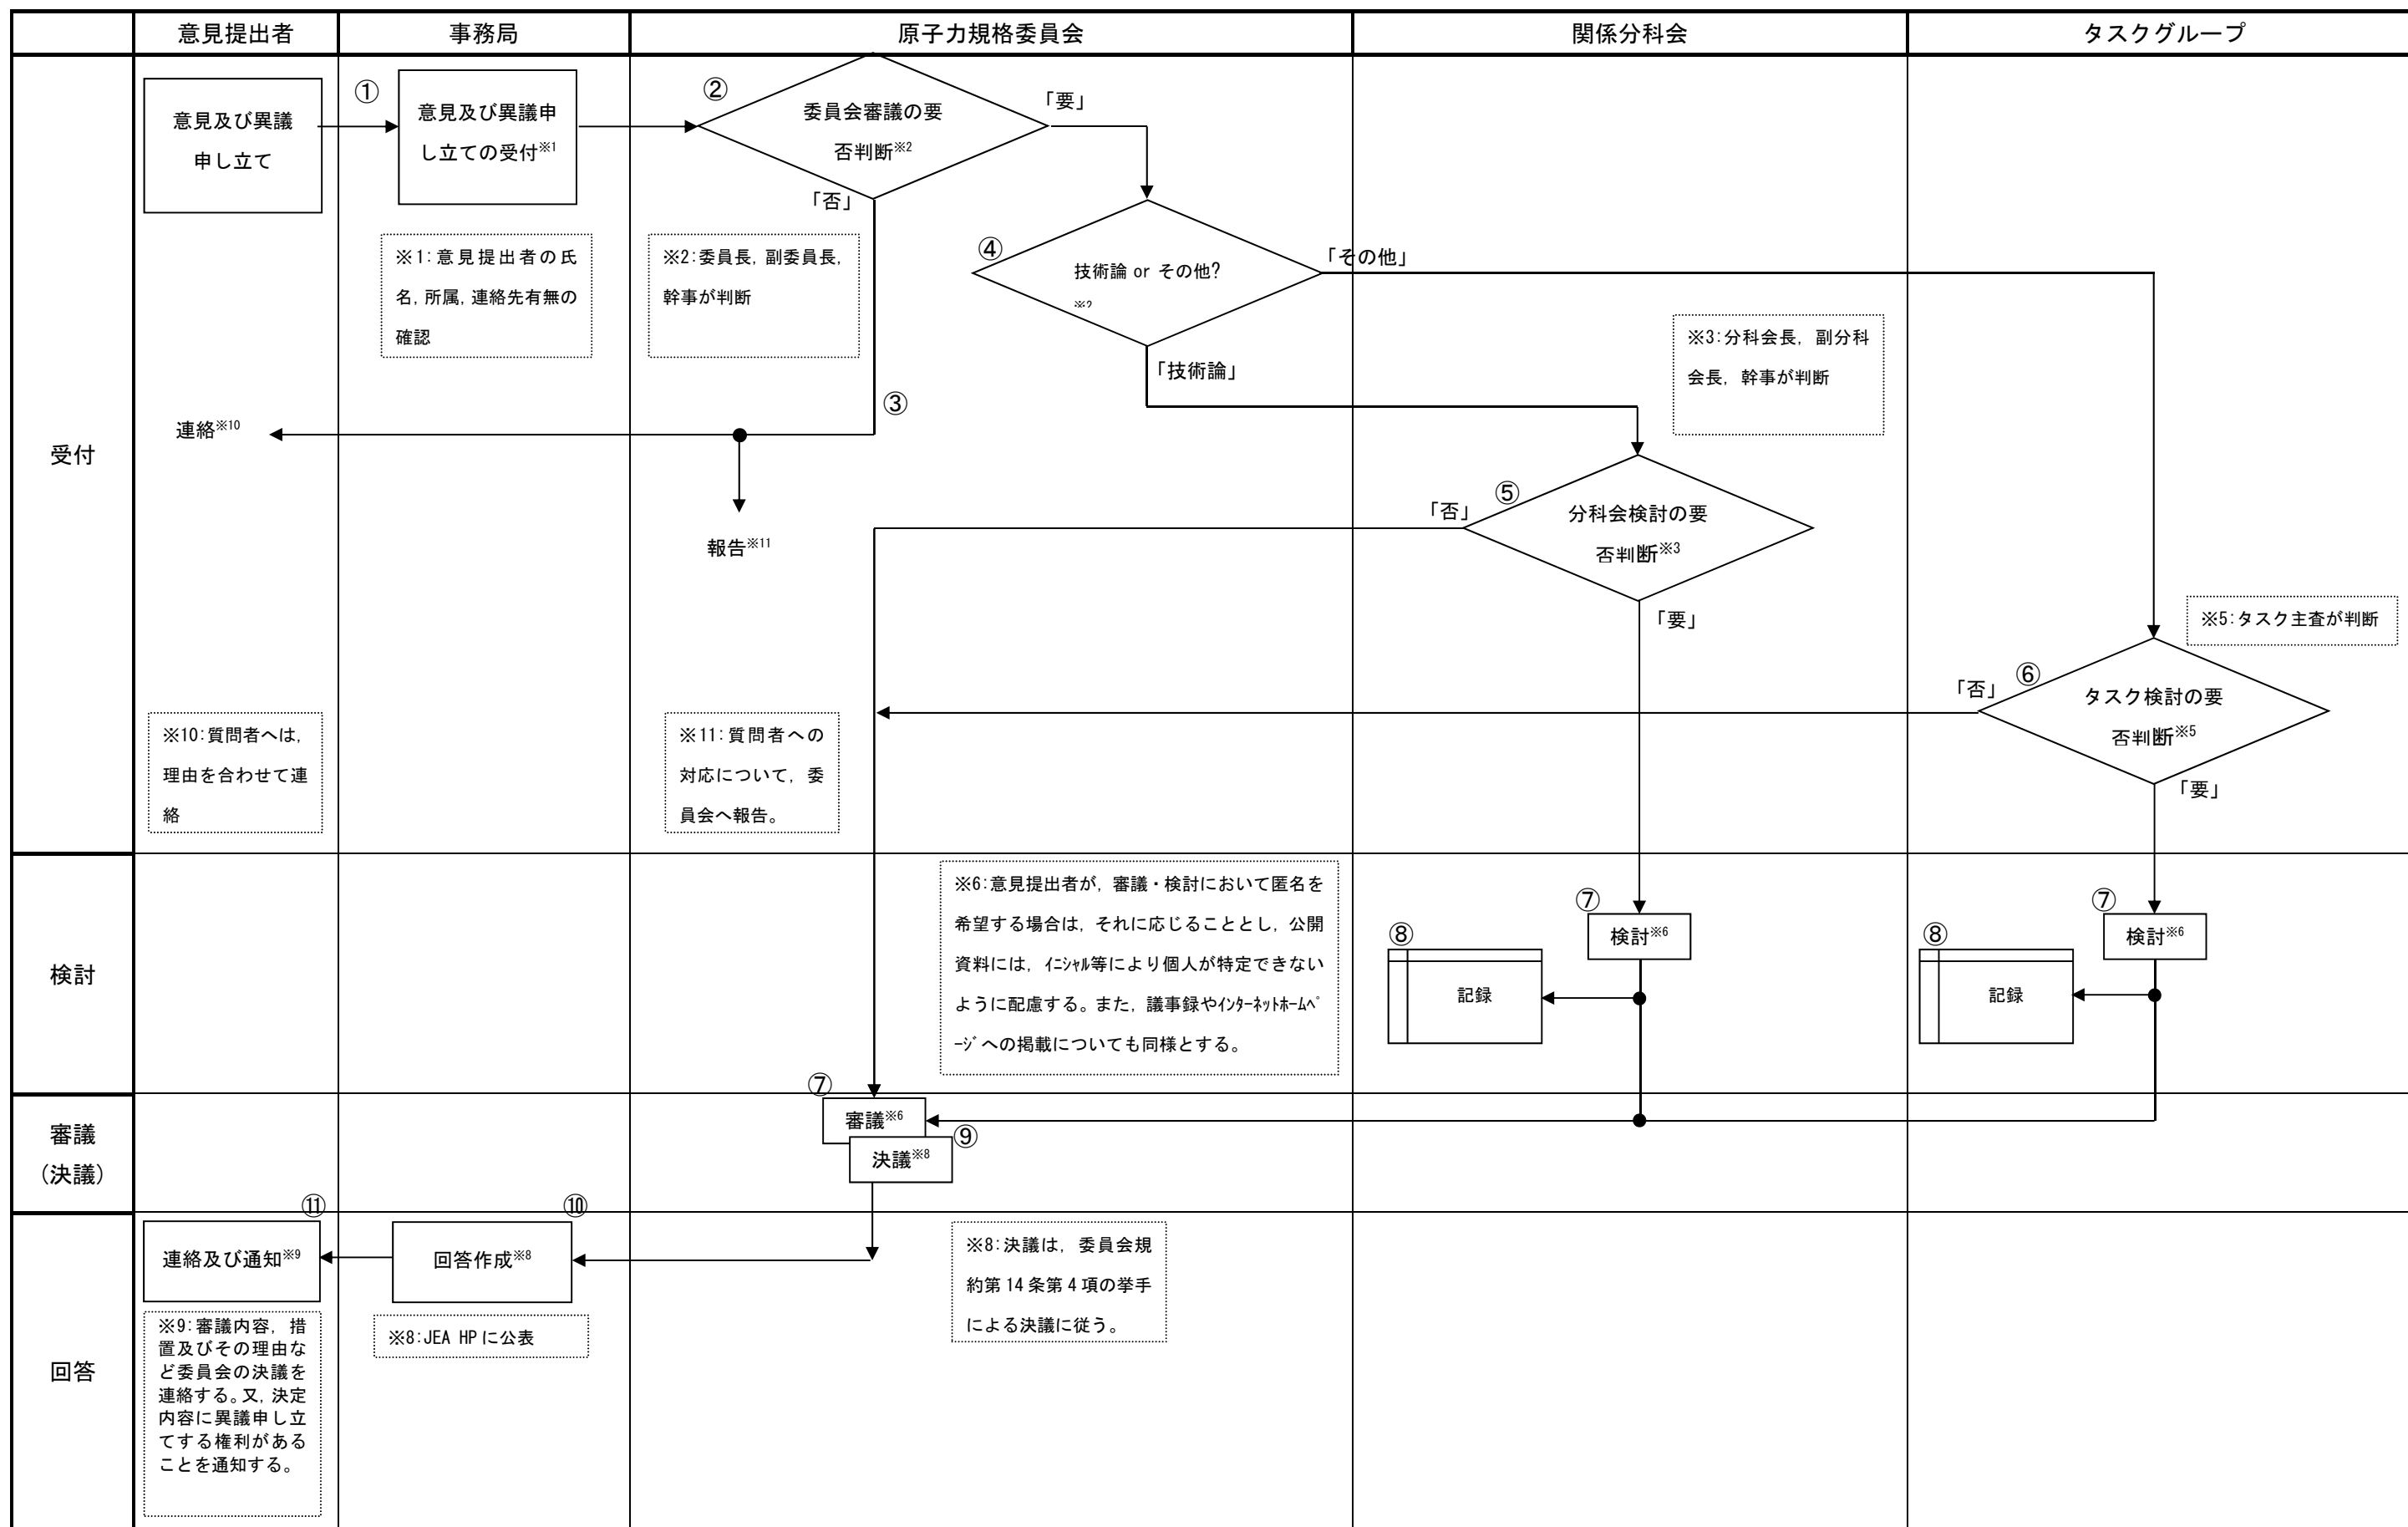 意見提出者
事務局
原子力規格委員会
関係分科会
タスクグループ
受付
意見及び異議
申し立て
①
意見及び異議申
し立ての受付※1
②
委員会審議の要
否判断※2
「要」
「否」
※1:意見提出者の氏
名,所属,連絡先有無の
確認
※2:委員長,副委員長,
幹事が判断
④
技術論 or その他?
※2
「その他」
「技術論」
※3:分科会長, 副分科
会長, 幹事が判断
③
連絡※10
報告※11
⑤
分科会検討の要
否判断※3
「否」
「要」
※5:タスク主査が判断
⑥
タスク検討の要
否判断※5
「否」
「要」
※10:質問者へは,
理由を合わせて連
絡
※11:質問者への
対応について, 委
員会へ報告。
検討
※6:意見提出者が, 審議・検討において匿名を
希望する場合は, それに応じることとし, 公開
資料には, ｲﾆｼｬﾙ等により個人が特定できない
ように配慮する。また, 議事録やｲﾝﾀｰﾈｯﾄﾎｰﾑﾍﾟ
ｰｼﾞへの掲載についても同様とする。
⑦
検討※6
⑧
記録
⑦
検討※6
⑧
記録
審議
(決議)
⑦
審議※6
⑨
決議※8
回答
⑪
連絡及び通知※9
⑩
回答作成※8
※8:決議は, 委員会規
約第 14 条第 4 項の挙手
による決議に従う。
※8:JEA HP に公表
※9:審議内容, 措
置及びその理由な
ど委員会の決議を
連絡する。又, 決定
内容に異議申し立
てする権利がある
ことを通知する。